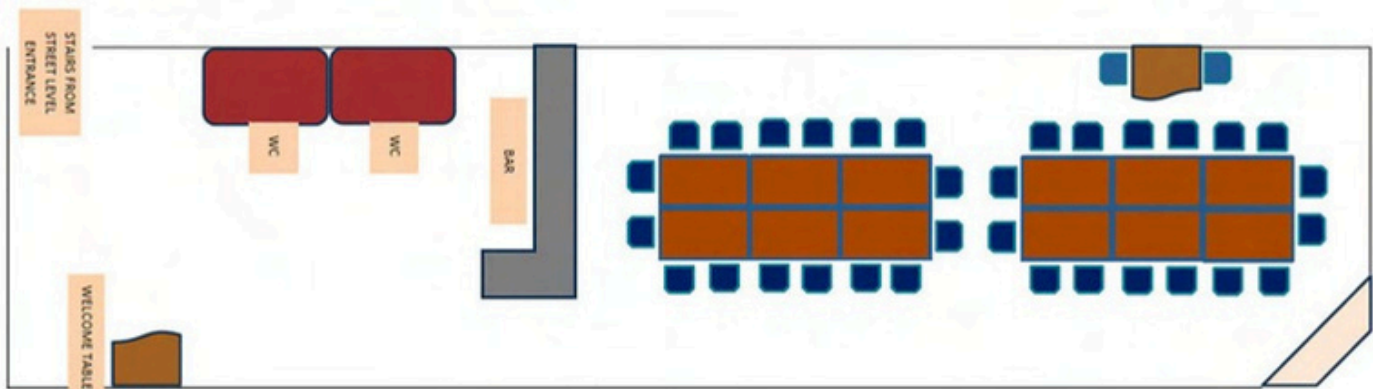 STAIRS FROM
STREET LEVEL
ENTRANCE
WC
WC
BAR
WELCOME TABLE